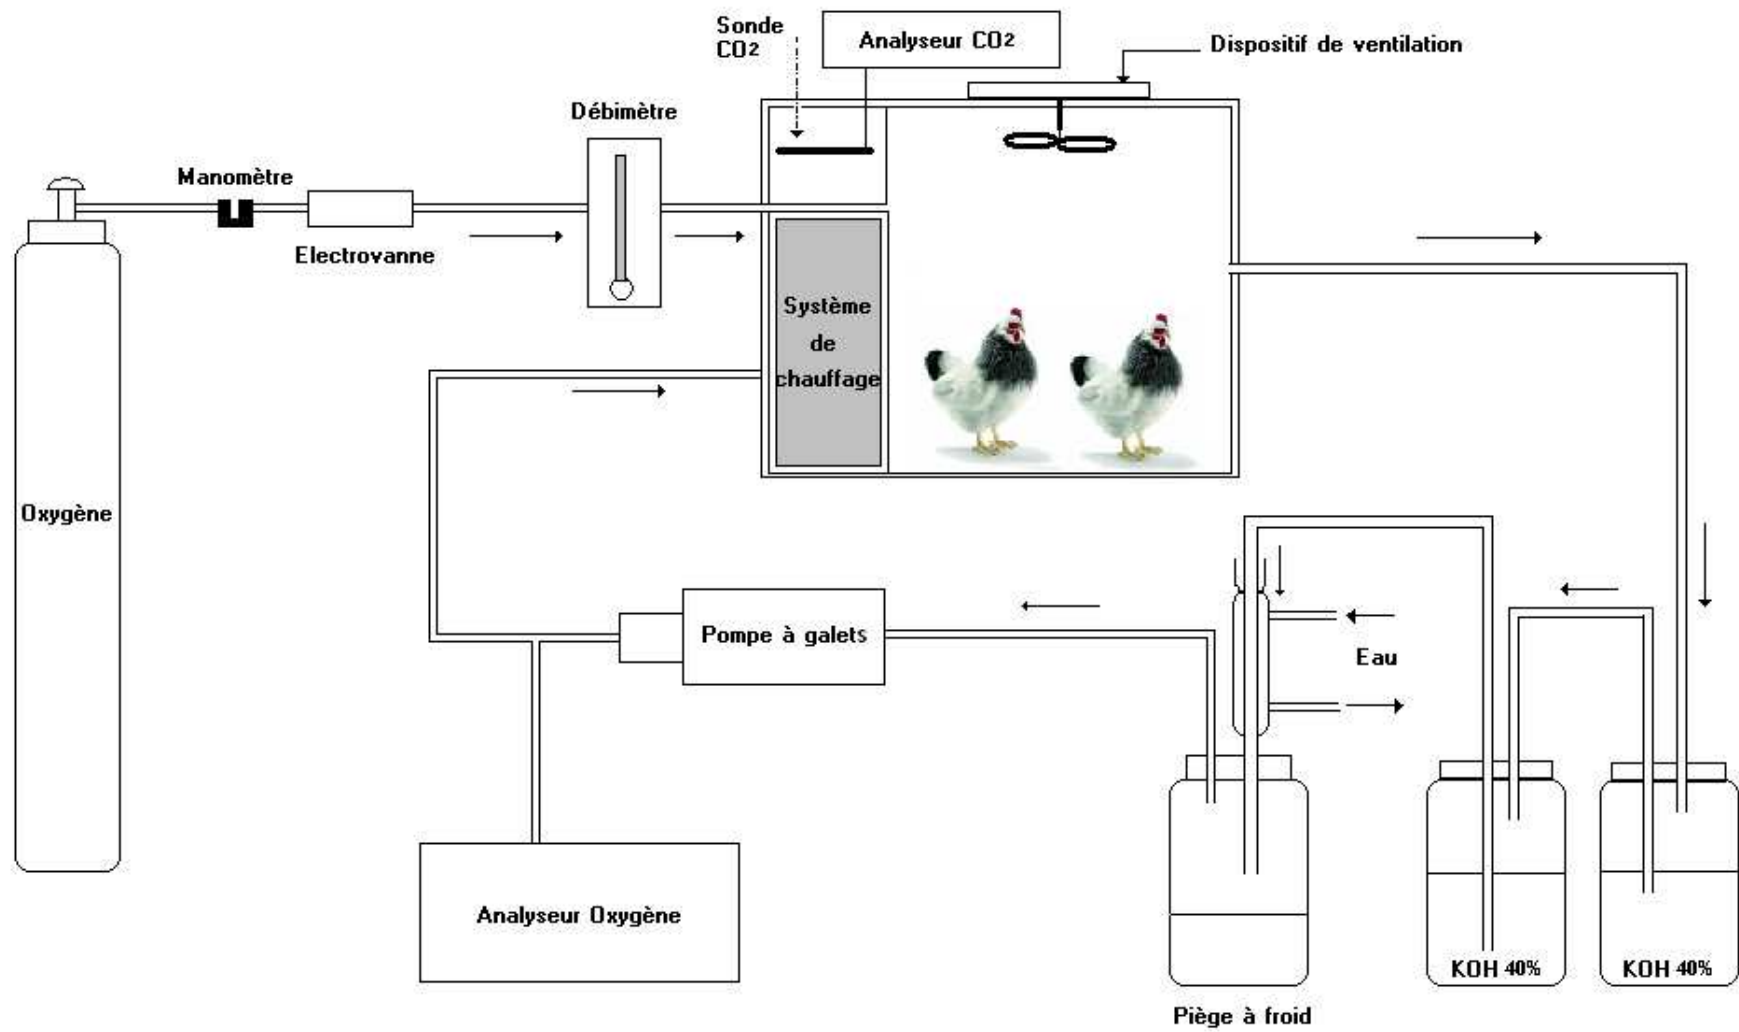 Sonde
CO2
Analyseur CO2
Dispositif de ventilation
Débimètre
Manomètre
Electrovanne
Système
de
chauffage
Oxygène
Pompe à galets
Eau
Analyseur Oxygène
KOH 40%
KOH 40%
Piège à froid